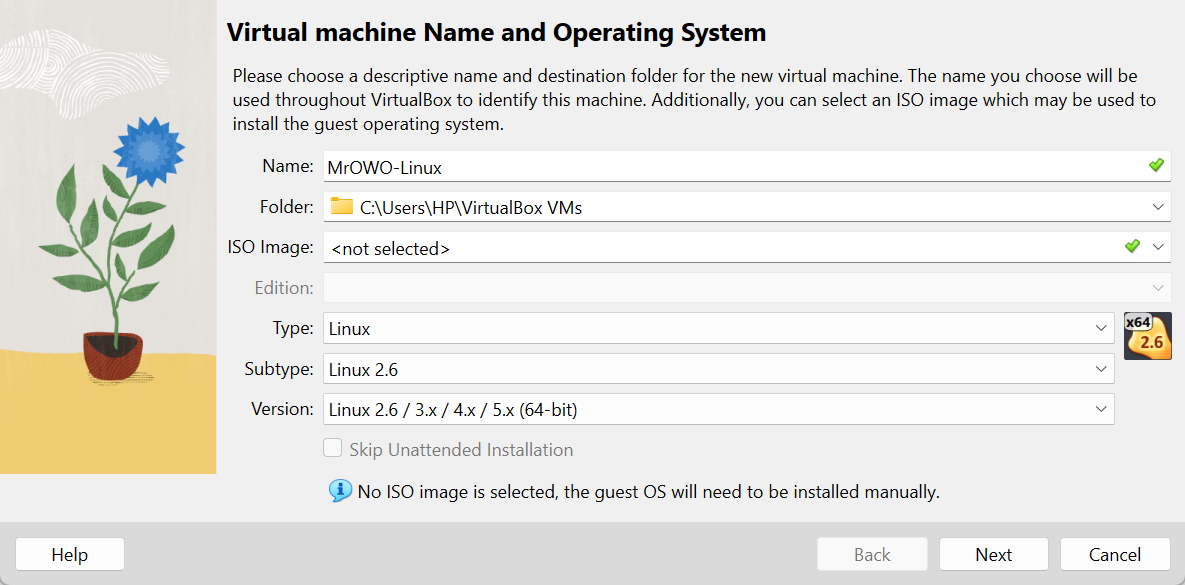 Virtual machine Name and Operating System
Please choose a descriptive name and destination folder for the new virtual machine. The name you choose will be
used throughout VirtualBox to identify this machine. Additionally, you can select an ISO image which may be used to
install the guest operating system.
Name: MrOWO-Linux
Folder: C:\Users\HP\VirtualBox VMs
ISO Image: <not selected>
Edition:
Type: Linux
x64
2.6
Subtype: Linux 2.6
Version: Linux 2.6 / 3.x / 4.x / 5.x (64-bit)
Skip Unattended Installation
No ISO image is selected, the guest OS will need to be installed manually.
Help Back Next Cancel